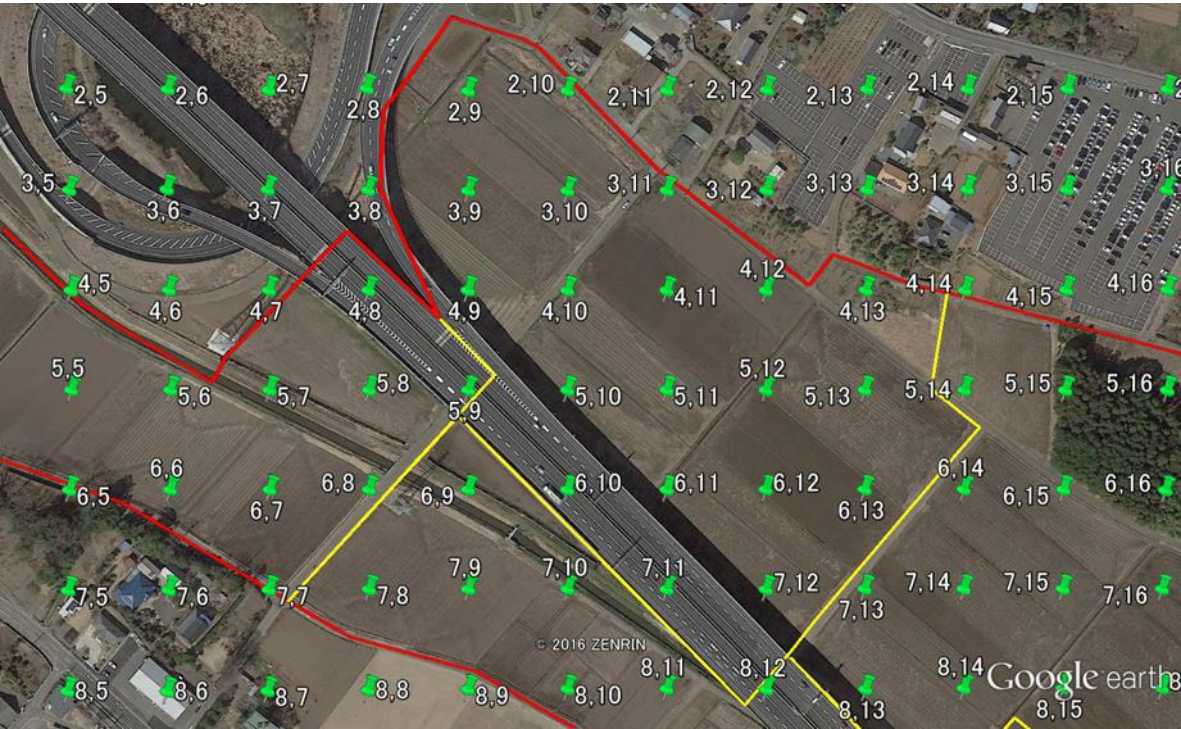 2,5 2,6 2,7 2,8 2,9 2,10 2,11 2,12 2,13 2,14 2,15 2
3,5 3,6 3,7 3,8 3,9 3,10 3,11 3,12 3,13 3,14 3,15 3,16
4,5 4,6 4,7 4,8 4,9 4,10 4,11 4,12 4,13 4,14 4,15 4,16
5,5 5,6 5,7 5,8 5,9 5,10 5,11 5,12 5,13 5,14 5,15 5,16
6,5 6,6 6,7 6,8 6,9 6,10 6,11 6,12 6,13 6,14 6,15 6,16
7,5 7,6 7,7 7,8 7,9 7,10 7,11 7,12 7,13 7,14 7,15 7,16
© 2016 ZENRIN
8,5 8,6 8,7 8,8 8,9 8,10 8,11 8,12 8,13 8,14 8,15 8
Google earth